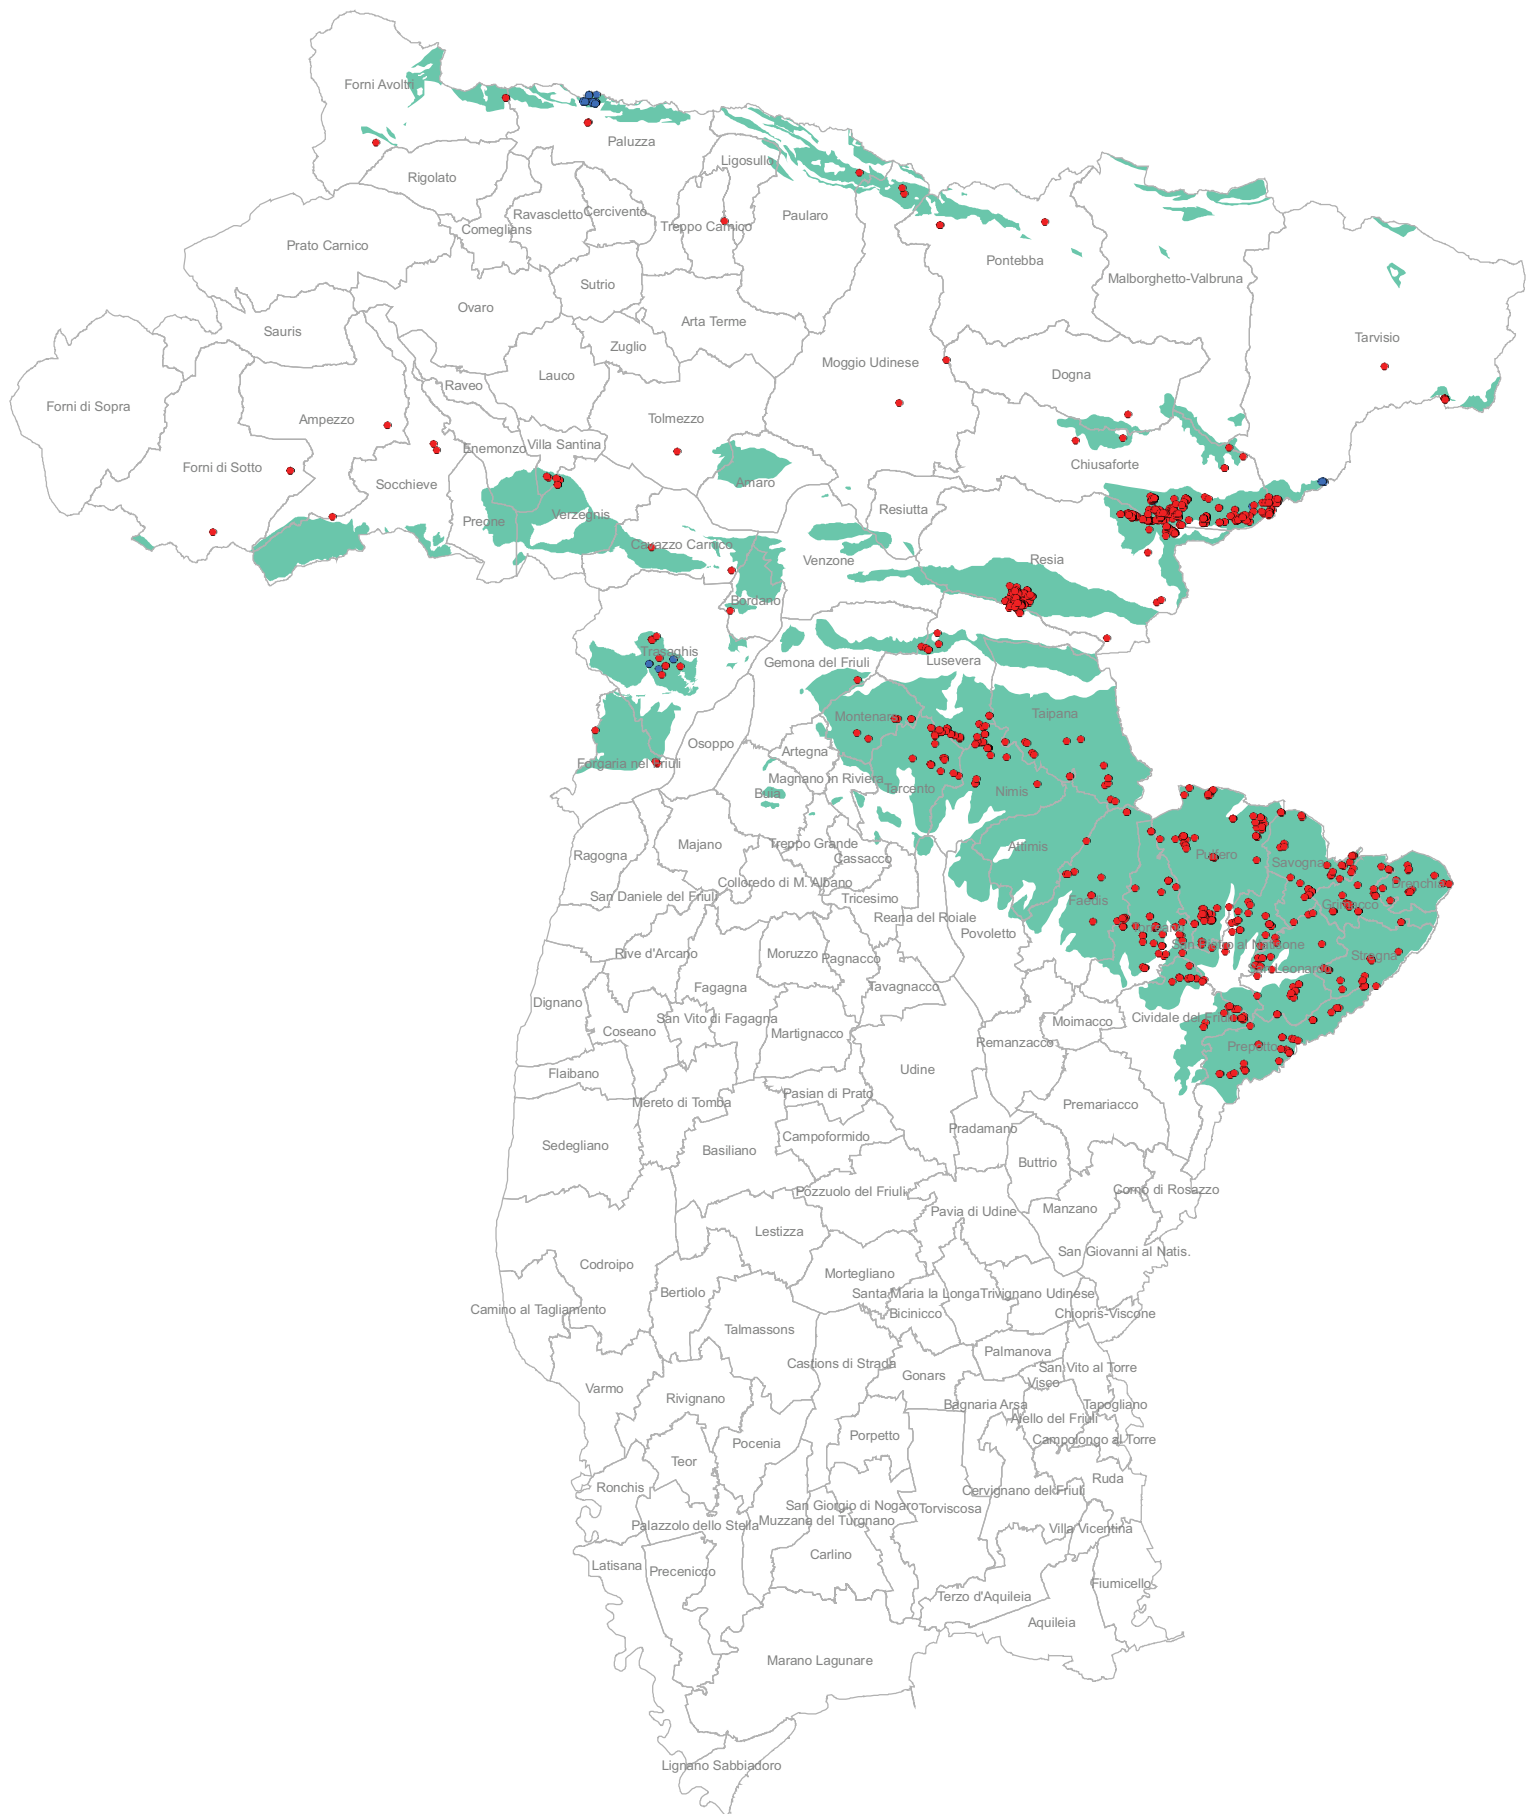 Forni Avoltri
Paluzza
Ligosullo
Rigolato
Ravascletto
Cercivento
Treppo Carnico
Paularo
Comeglians
Prato Carnico
Pontebba
Malborghetto-Valbruna
Sutrio
Ovaro
Arta Terme
Sauris
Zuglio
Tarvisio
Moggio Udinese
Dogna
Lauco
Raveo
Forni di Sopra
Ampezzo
Tolmezzo
Enemonzo
Villa Santina
Forni di Sotto
Chiusaforte
Socchieve
Amaro
Resiutta
Verzegnis
Preone
Cavazzo Carnico
Venzone
Resia
Bordano
Trasaghis
Gemona del Friuli
Lusevera
Montenars
Taipana
Osoppo
Artegna
Forgaria nel Friuli
Magnano in Riviera
Buia
Tarcento
Nimis
Majano
Treppo Grande
Attimis
Ragogna
Cassacco
Pulfero
Savogna
Colloredo di M. Albano
Drenchia
San Daniele del Friuli
Tricesimo
Faedis
Grimacco
Reana del Roiale
Povoletto
Torreano
San Pietro al Natisone
Rive d'Arcano
Moruzzo
Pagnacco
Stregna
San Leonardo
Fagagna
Tavagnacco
Dignano
San Vito di Fagagna
Cividale del Friuli
Moimacco
Coseano
Martignacco
Remanzacco
Prepotto
Udine
Flaibano
Pasian di Prato
Mereto di Tomba
Premariacco
Pradamano
Campoformido
Sedegliano
Basiliano
Buttrio
Pozzuolo del Friuli
Corno di Rosazzo
Manzano
Pavia di Udine
Lestizza
San Giovanni al Natis.
Codroipo
Mortegliano
Bertiolo
Santa Maria la Longa
Trivignano Udinese
Camino al Tagliamento
Bicinicco
Chiopris-Viscone
Talmassons
Palmanova
Castions di Strada
San Vito al Torre
Gonars
Visco
Varmo
Rivignano
Bagnaria Arsa
Tapogliano
Aiello del Friuli
Porpetto
Campolongo al Torre
Pocenia
Teor
Ruda
Ronchis
Cervignano del Friuli
San Giorgio di Nogaro
Torviscosa
Muzzana del Turgnano
Palazzolo dello Stella
Villa Vicentina
Carlino
Latisana
Precenicco
Fiumicello
Terzo d'Aquileia
Aquileia
Marano Lagunare
Lignano Sabbiadoro